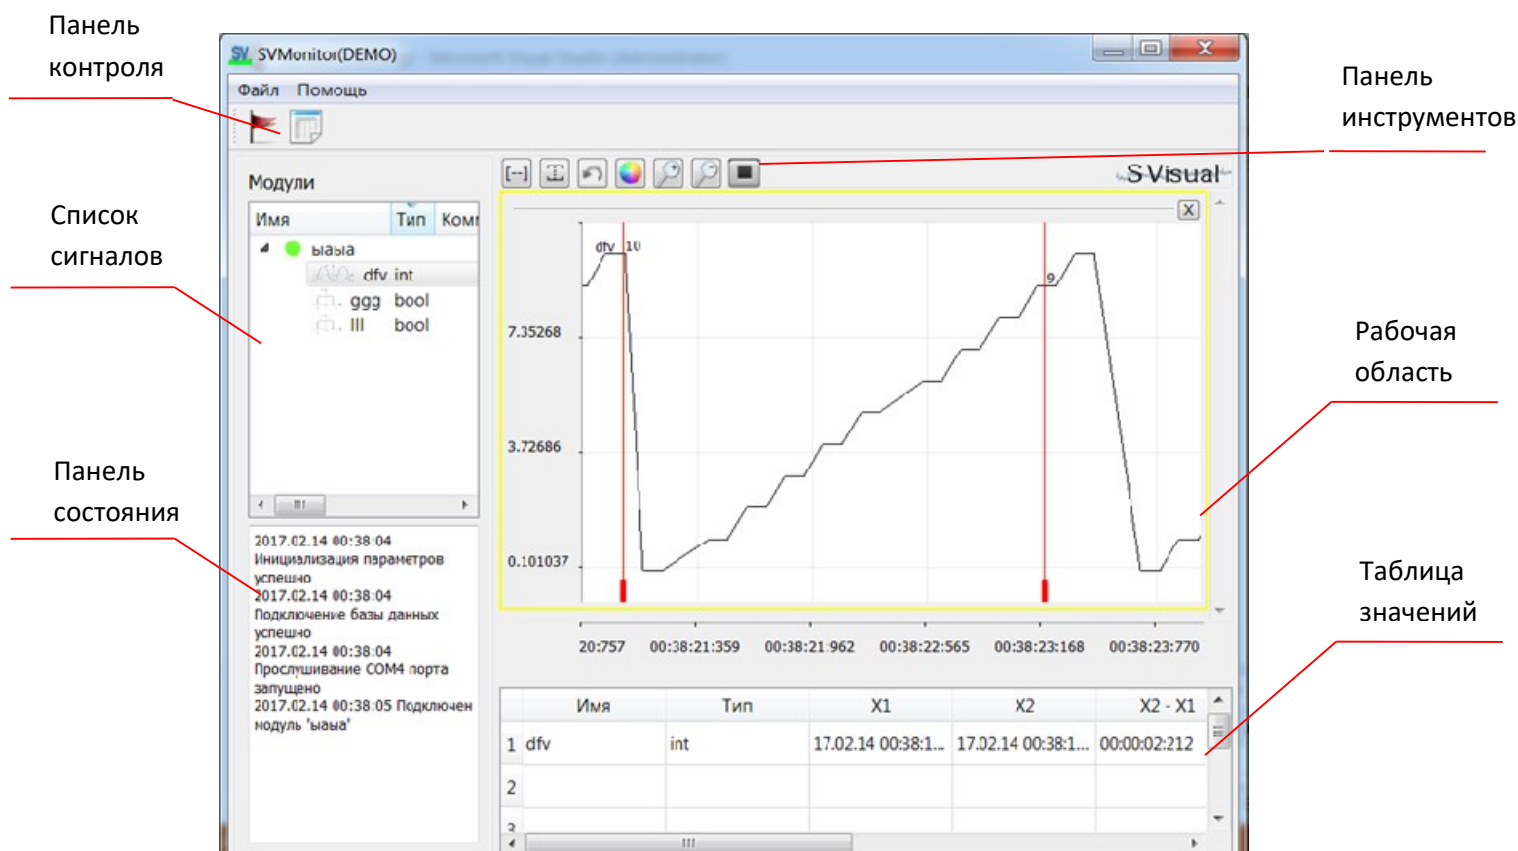 Панель
контроля
SVMonitor(DEMO)
Файл Помощь
Панель
инструментов
Список
сигналов
Модули
Имя Тип Комм
ыаыа
dfv int
ggg bool
lll bool
[--]
SVisual
X
dfv 10
9
7.35268
3.72686
0.101037
20:757 00:38:21:359 00:38:21:962 00:38:22:565 00:38:23:168 00:38:23:770
Рабочая
область
Панель
состояния
2017.02.14 00:38:04
Инициализация параметров
успешно
2017.02.14 00:38:04
Подключение базы данных
успешно
2017.02.14 00:38:04
Прослушивание COM4 порта
запущено
2017.02.14 00:38:05 Подключен
модуль 'ыаыа'
Таблица
значений
Имя Тип X1 X2 X2 - X1
1 dfv int 17.02.14 00:38:1... 17.02.14 00:38:1... 00:00:02:212
2
3